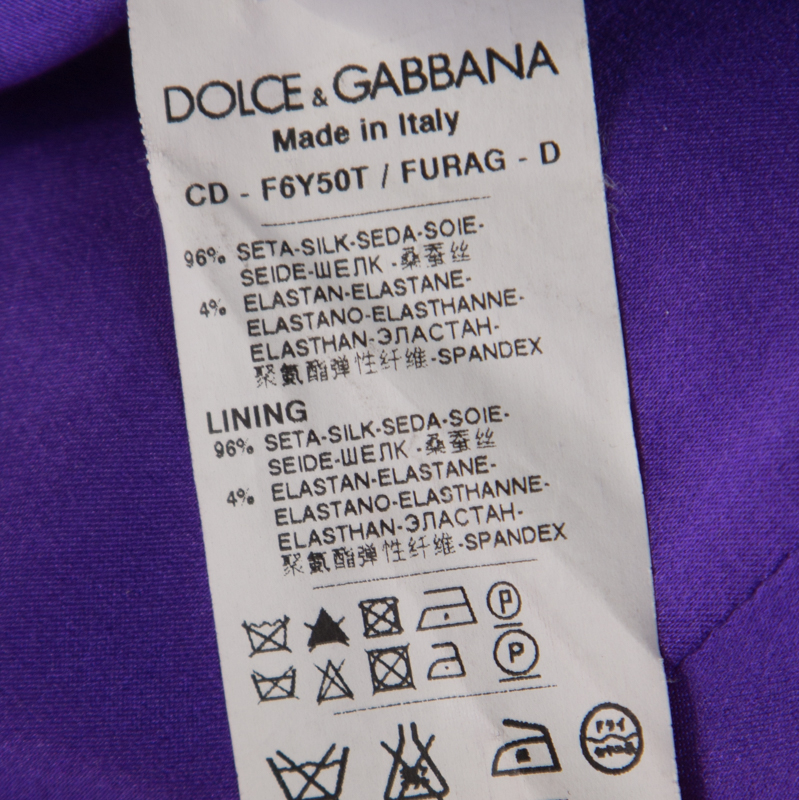 DOLCE & GABBANA
Made in Italy
CD - F6Y50T / FURAG - D
96% SETA-SILK-SEDA-SOIE-
SEIDE-ШЕЛК -桑蚕丝
4% ELASTAN-ELASTANE-
ELASTANO-ELASTHANNE-
ELASTHAN-ЭЛАСТАН-
聚氨酯弹性纤维-SPANDEX
LINING
96% SETA-SILK-SEDA-SOIE-
SEIDE-ШЕЛК -桑蚕丝
4% ELASTAN-ELASTANE-
ELASTANO-ELASTHANNE-
ELASTHAN-ЭЛАСТАН-
聚氨酯弹性纤维-SPANDEX
P
P
ドライ